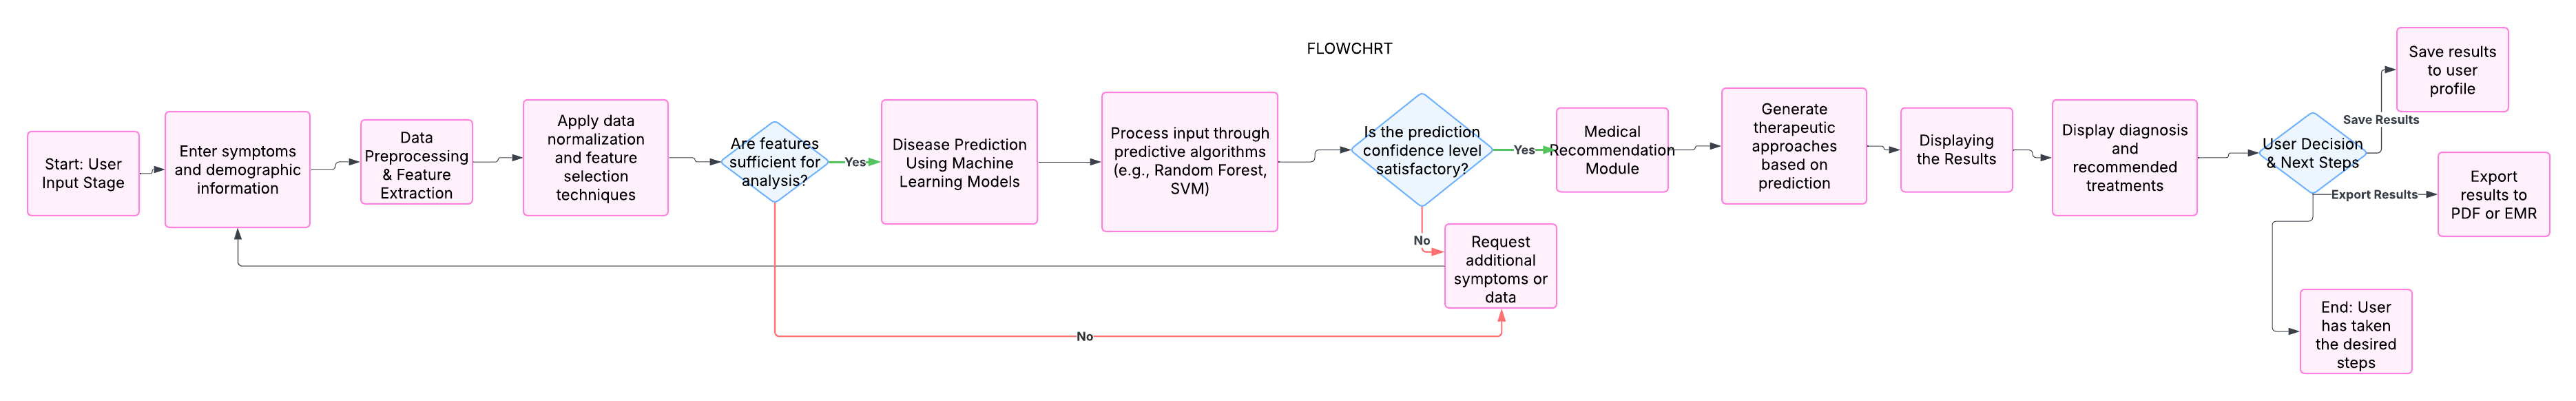 FLOWCHRT
Start: User
Input Stage
Enter symptoms
and demographic
information
Data
Preprocessing
& Feature
Extraction
Apply data
normalization
and feature
selection
techniques
Are features
sufficient for
analysis?
Yes
No
Disease Prediction
Using Machine
Learning Models
Process input through
predictive algorithms
(e.g., Random Forest,
SVM)
Is the prediction
confidence level
satisfactory?
Yes
No
Request
additional
symptoms or
data
Medical
Recommendation
Module
Generate
therapeutic
approaches
based on
prediction
Displaying
the Results
Display diagnosis
and
recommended
treatments
User Decision
& Next Steps
Save Results
Save results
to user
profile
Export Results
Export
results to
PDF or EMR
End: User
has taken
the desired
steps